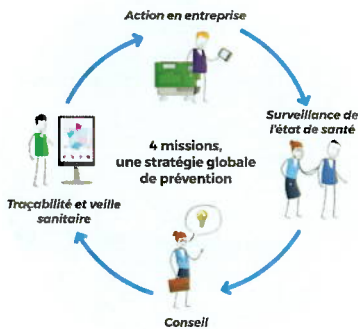 Action en entreprise
Surveillance de
l'état de santé
4 missions,
une stratégie globale
de prévention
Traçabilité et veille
sanitaire
Conseil